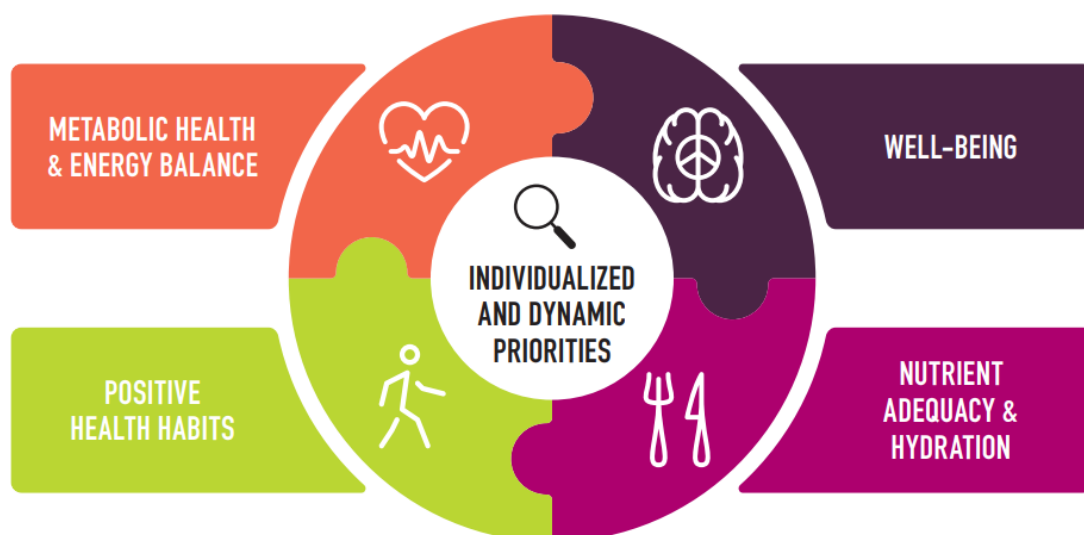 METABOLIC HEALTH
& ENERGY BALANCE
WELL-BEING
INDIVIDUALIZED
AND DYNAMIC
PRIORITIES
POSITIVE
HEALTH HABITS
NUTRIENT
ADEQUACY &
HYDRATION